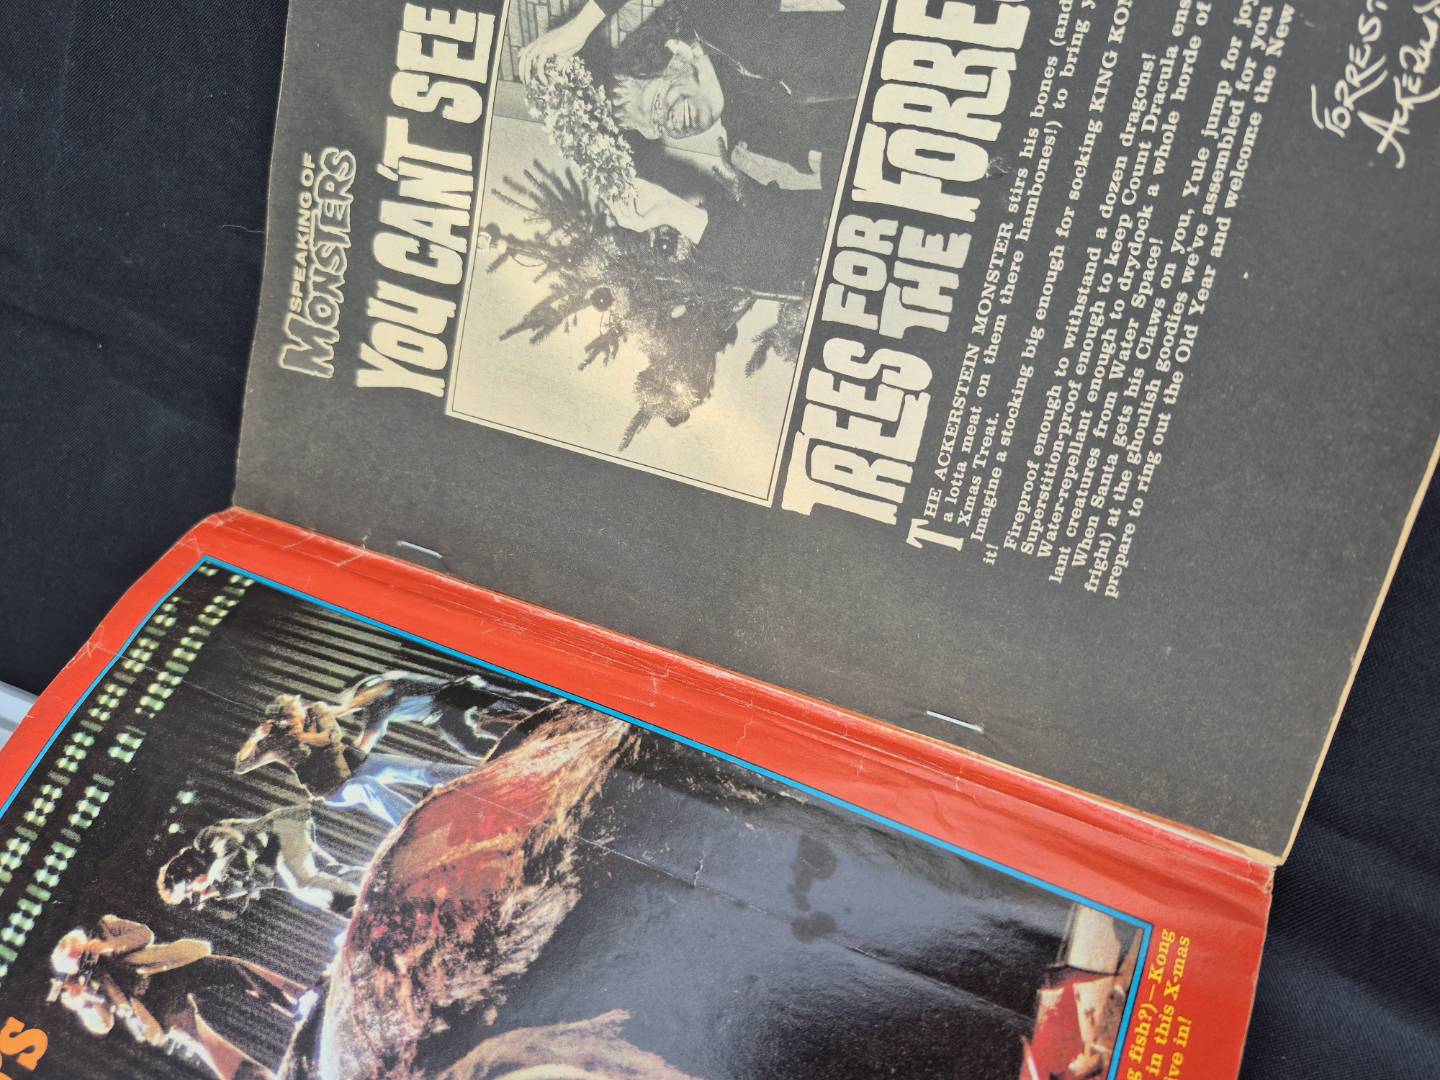 SPEAKING OF
MONSTERS
YOU CAN'T SEE
TREES FOR
THE
THE ACKERSTEIN MONSTER stirs his bones (and
a lotta meat on them there hambones!) to bring
Xmas Treat.
Imagine a stocking big enough for socking KING KONG
it!
Fireproof enough to withstand a dozen dragons!
Superstition-proof enough to keep Count Dracula
Water-repellant enough to drydock a whole horde of
lant creatures from Water Space!
When Santa gets his Claws on you, Yule jump for joy
fright) at the ghoulish goodies we've assembled for you
prepare to ring out the Old Year and welcome the New
FORREST
fish?)—Kong
in this X-mas